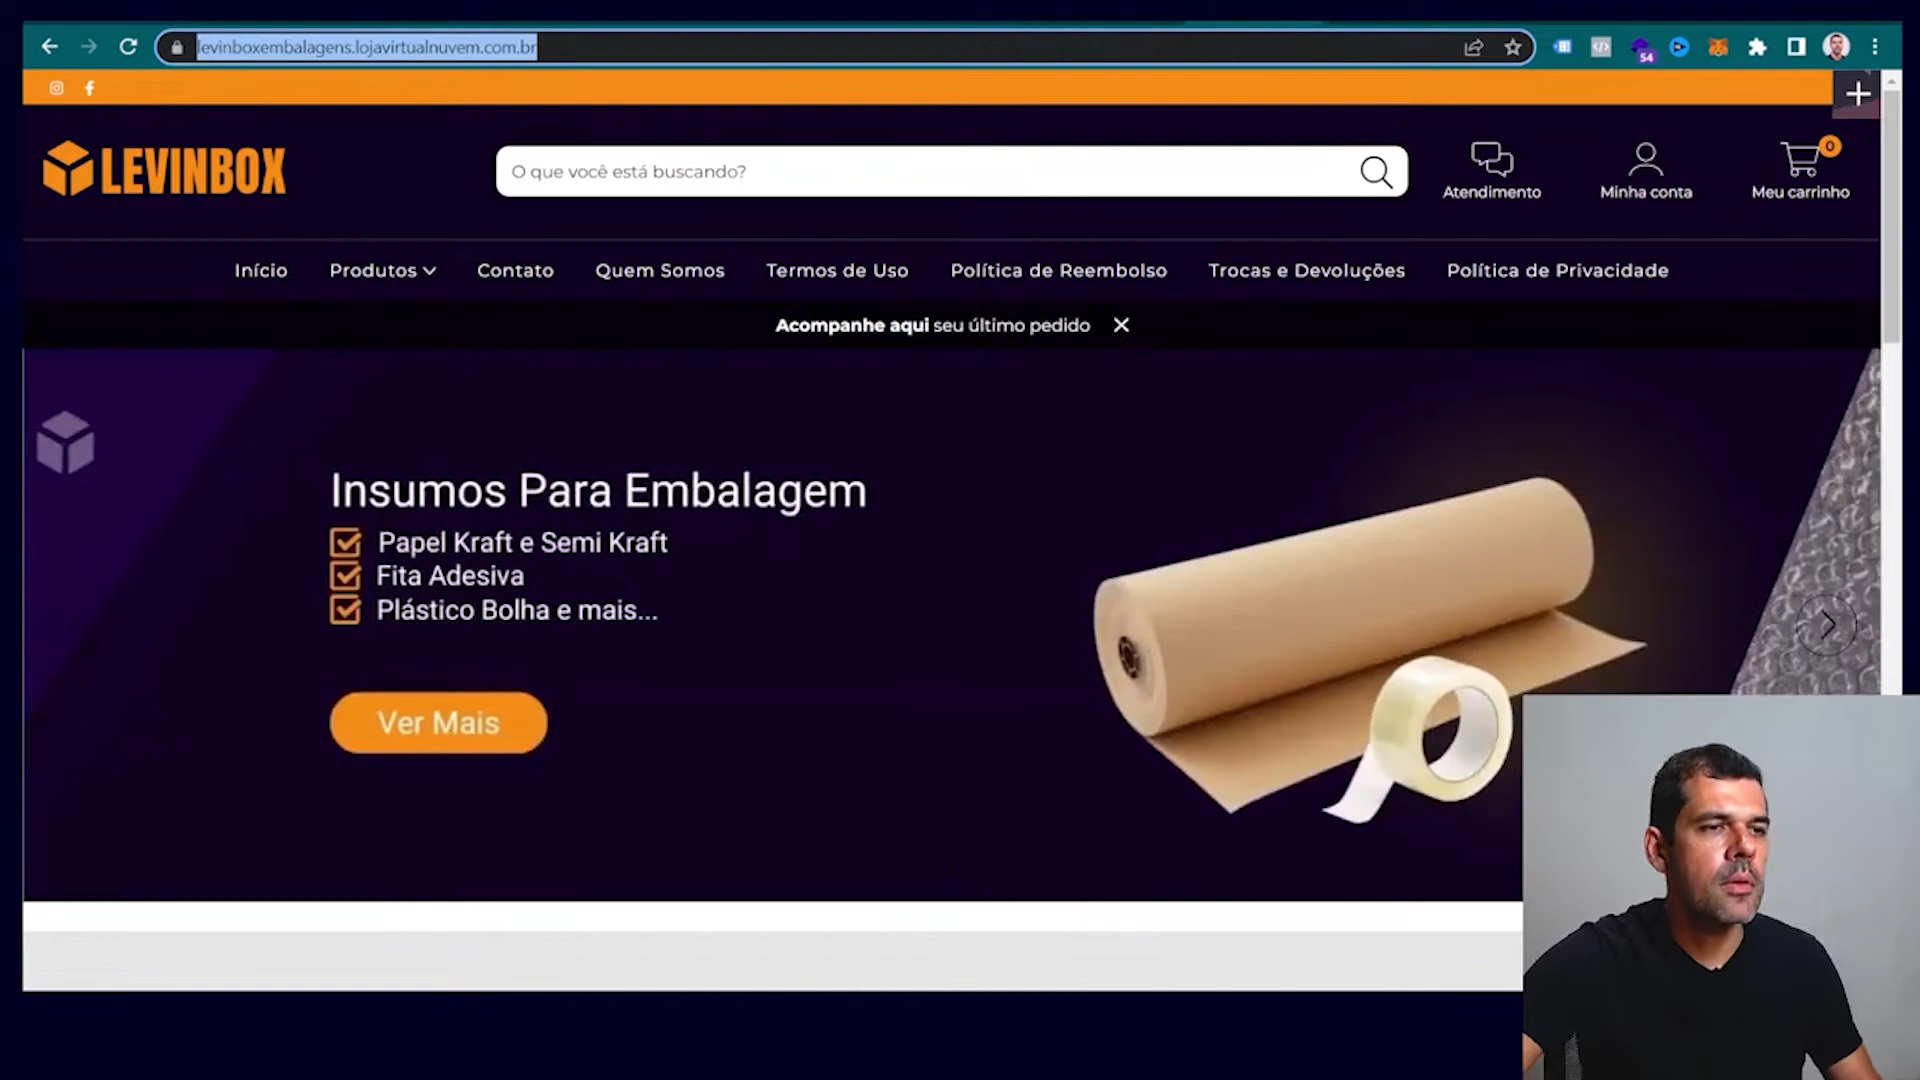 levinboxembalagens.lojavirtualnuvem.com.br
54
LEVINBOX
O que você está buscando?
Atendimento
Minha conta
0
Meu carrinho
Início
Produtos
Contato
Quem Somos
Termos de Uso
Política de Reembolso
Trocas e Devoluções
Política de Privacidade
Acompanhe aqui seu último pedido
Insumos Para Embalagem
Papel Kraft e Semi Kraft
Fita Adesiva
Plástico Bolha e mais...
Ver Mais